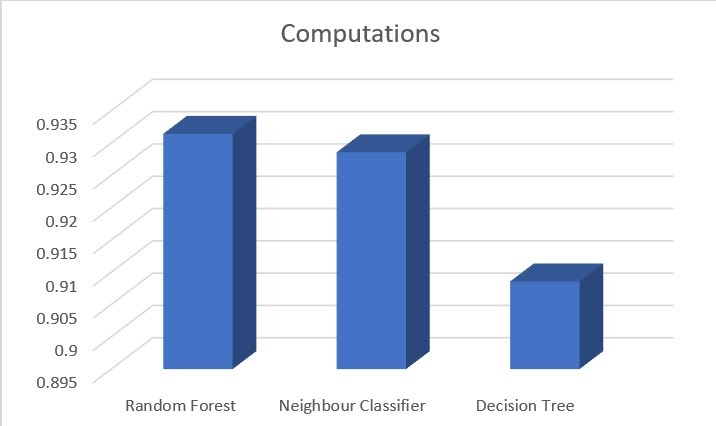 Computations
0.935
0.93
0.925
0.92
0.915
0.91
0.905
0.9
0.895
Random Forest
Neighbour Classifier
Decision Tree